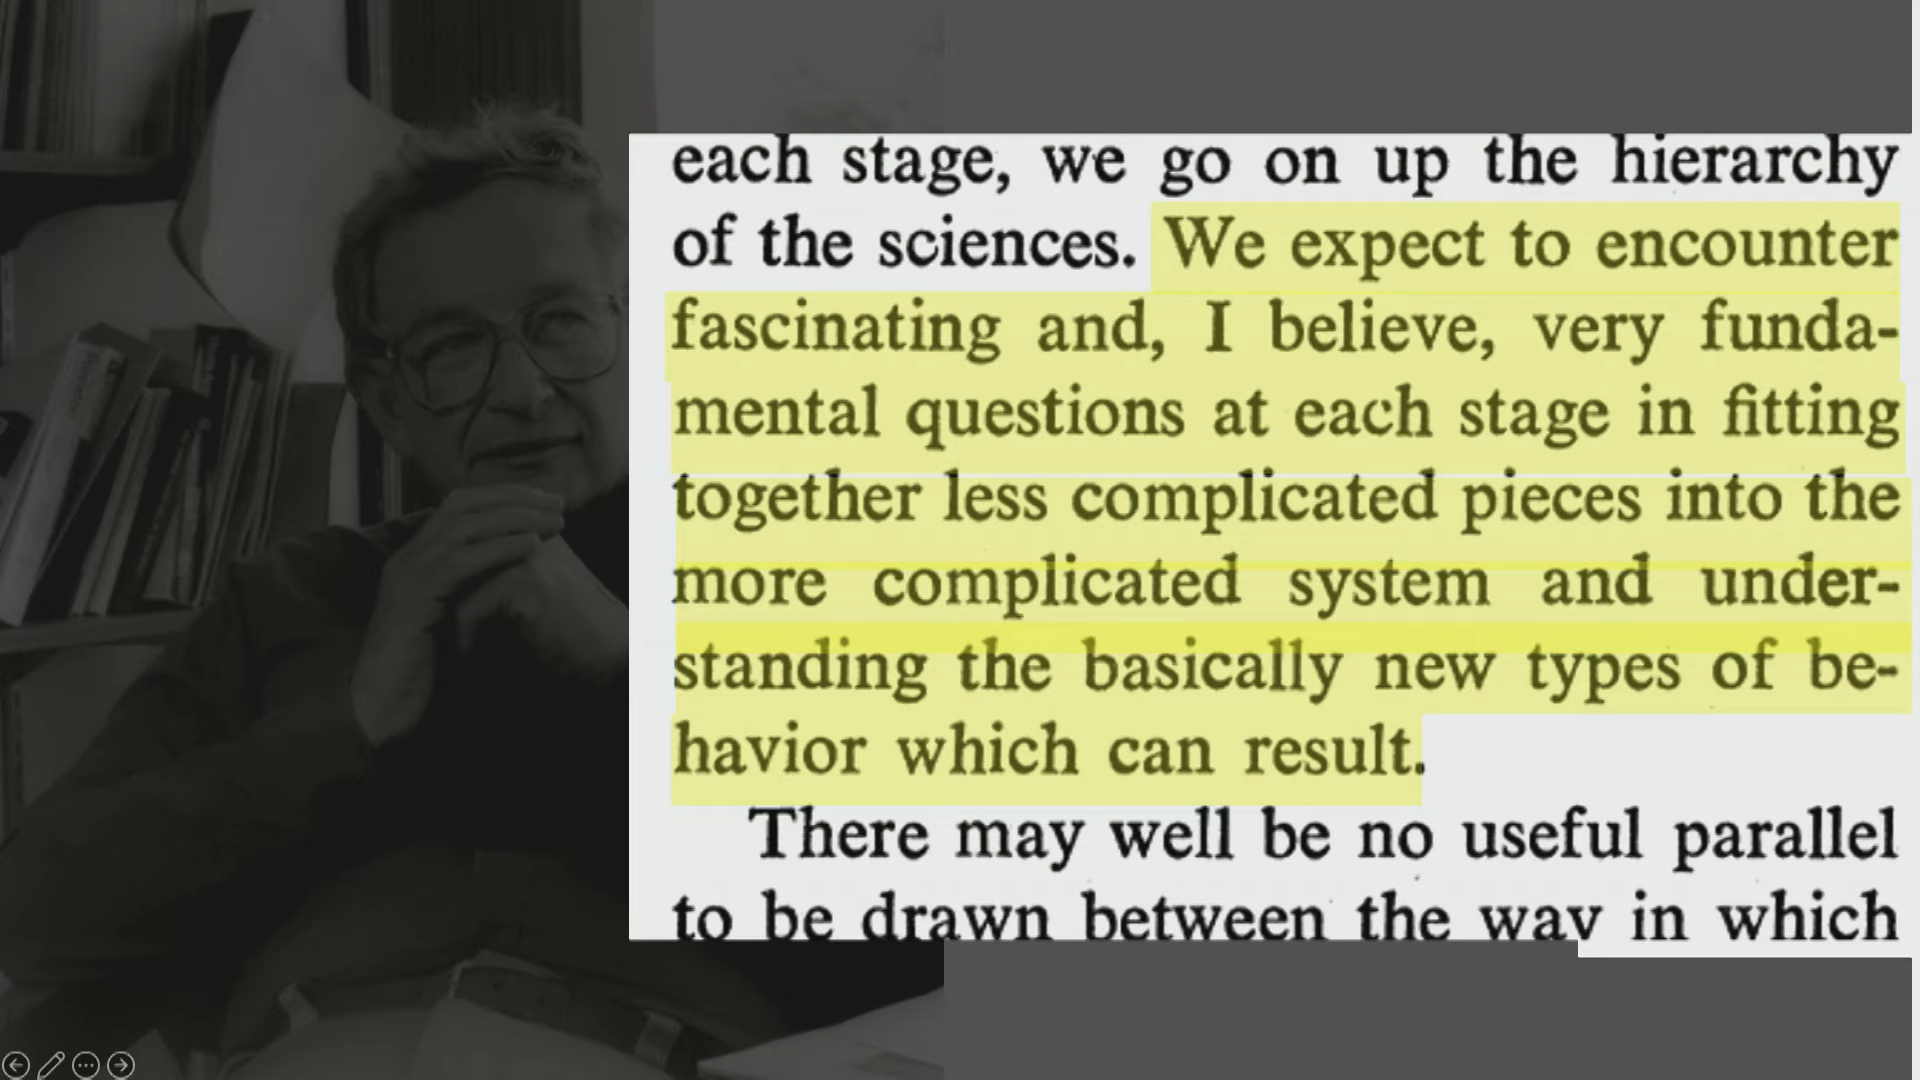 each stage, we go on up the hierarchy
of the sciences. We expect to encounter
fascinating and, I believe, very funda-
mental questions at each stage in fitting
together less complicated pieces into the
more complicated system and under-
standing the basically new types of be-
havior which can result.
There may well be no useful parallel
to be drawn between the way in which